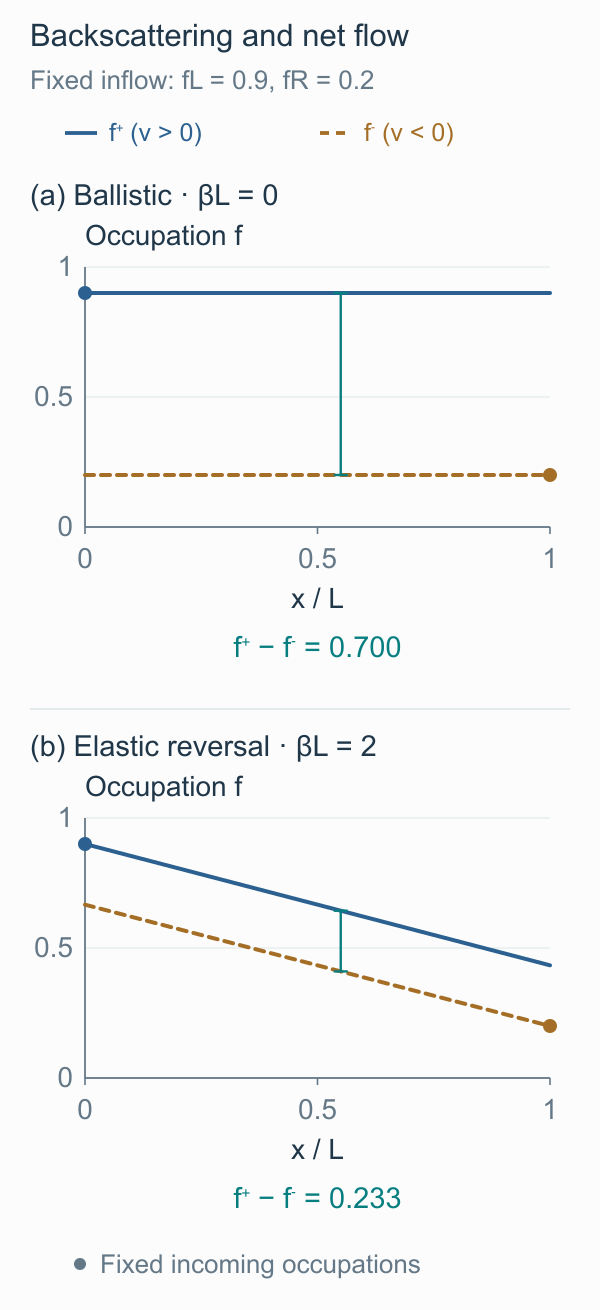 Backscattering and net flow
Fixed inflow: fL = 0.9, fR = 0.2
f⁺ (v > 0)
f⁻ (v < 0)
(a) Ballistic · βL = 0
Occupation f
1
0.5
0
0 0.5 1
x / L
f⁺ − f⁻ = 0.700
(b) Elastic reversal · βL = 2
Occupation f
1
0.5
0
0 0.5 1
x / L
f⁺ − f⁻ = 0.233
Fixed incoming occupations